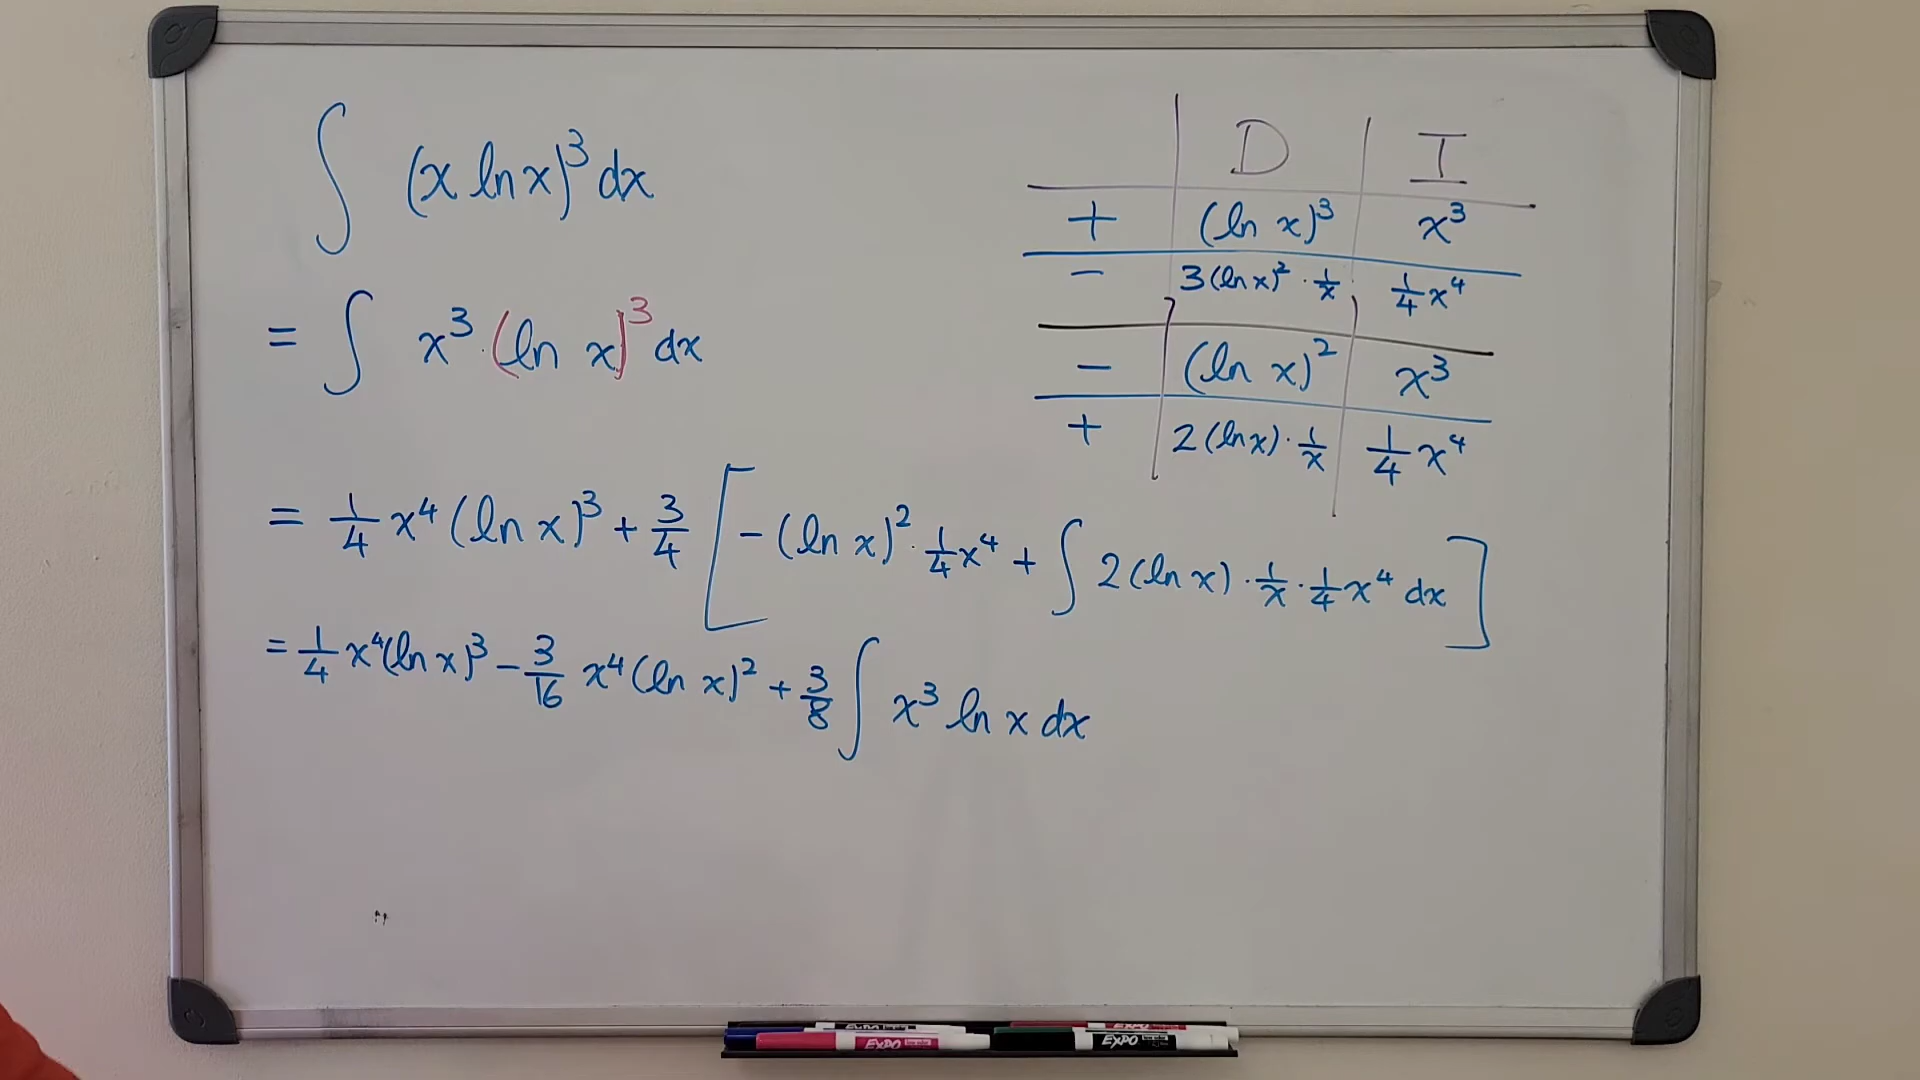 ∫ (x ln x)³ dx
= ∫ x³ · (ln x)³ dx
= 1/4 x⁴ (ln x)³ + 3/4 [ - (ln x)² · 1/4 x⁴ + ∫ 2 (ln x) · 1/x · 1/4 x⁴ dx ]
= 1/4 x⁴ (ln x)³ - 3/16 x⁴ (ln x)² + 3/8 ∫ x³ ln x dx
D I
+ (ln x)³ x³
- 3 (ln x)² · 1/x 1/4 x⁴
- (ln x)² x³
+ 2 (ln x) · 1/x 1/4 x⁴
EXPO EXPO
EXPO